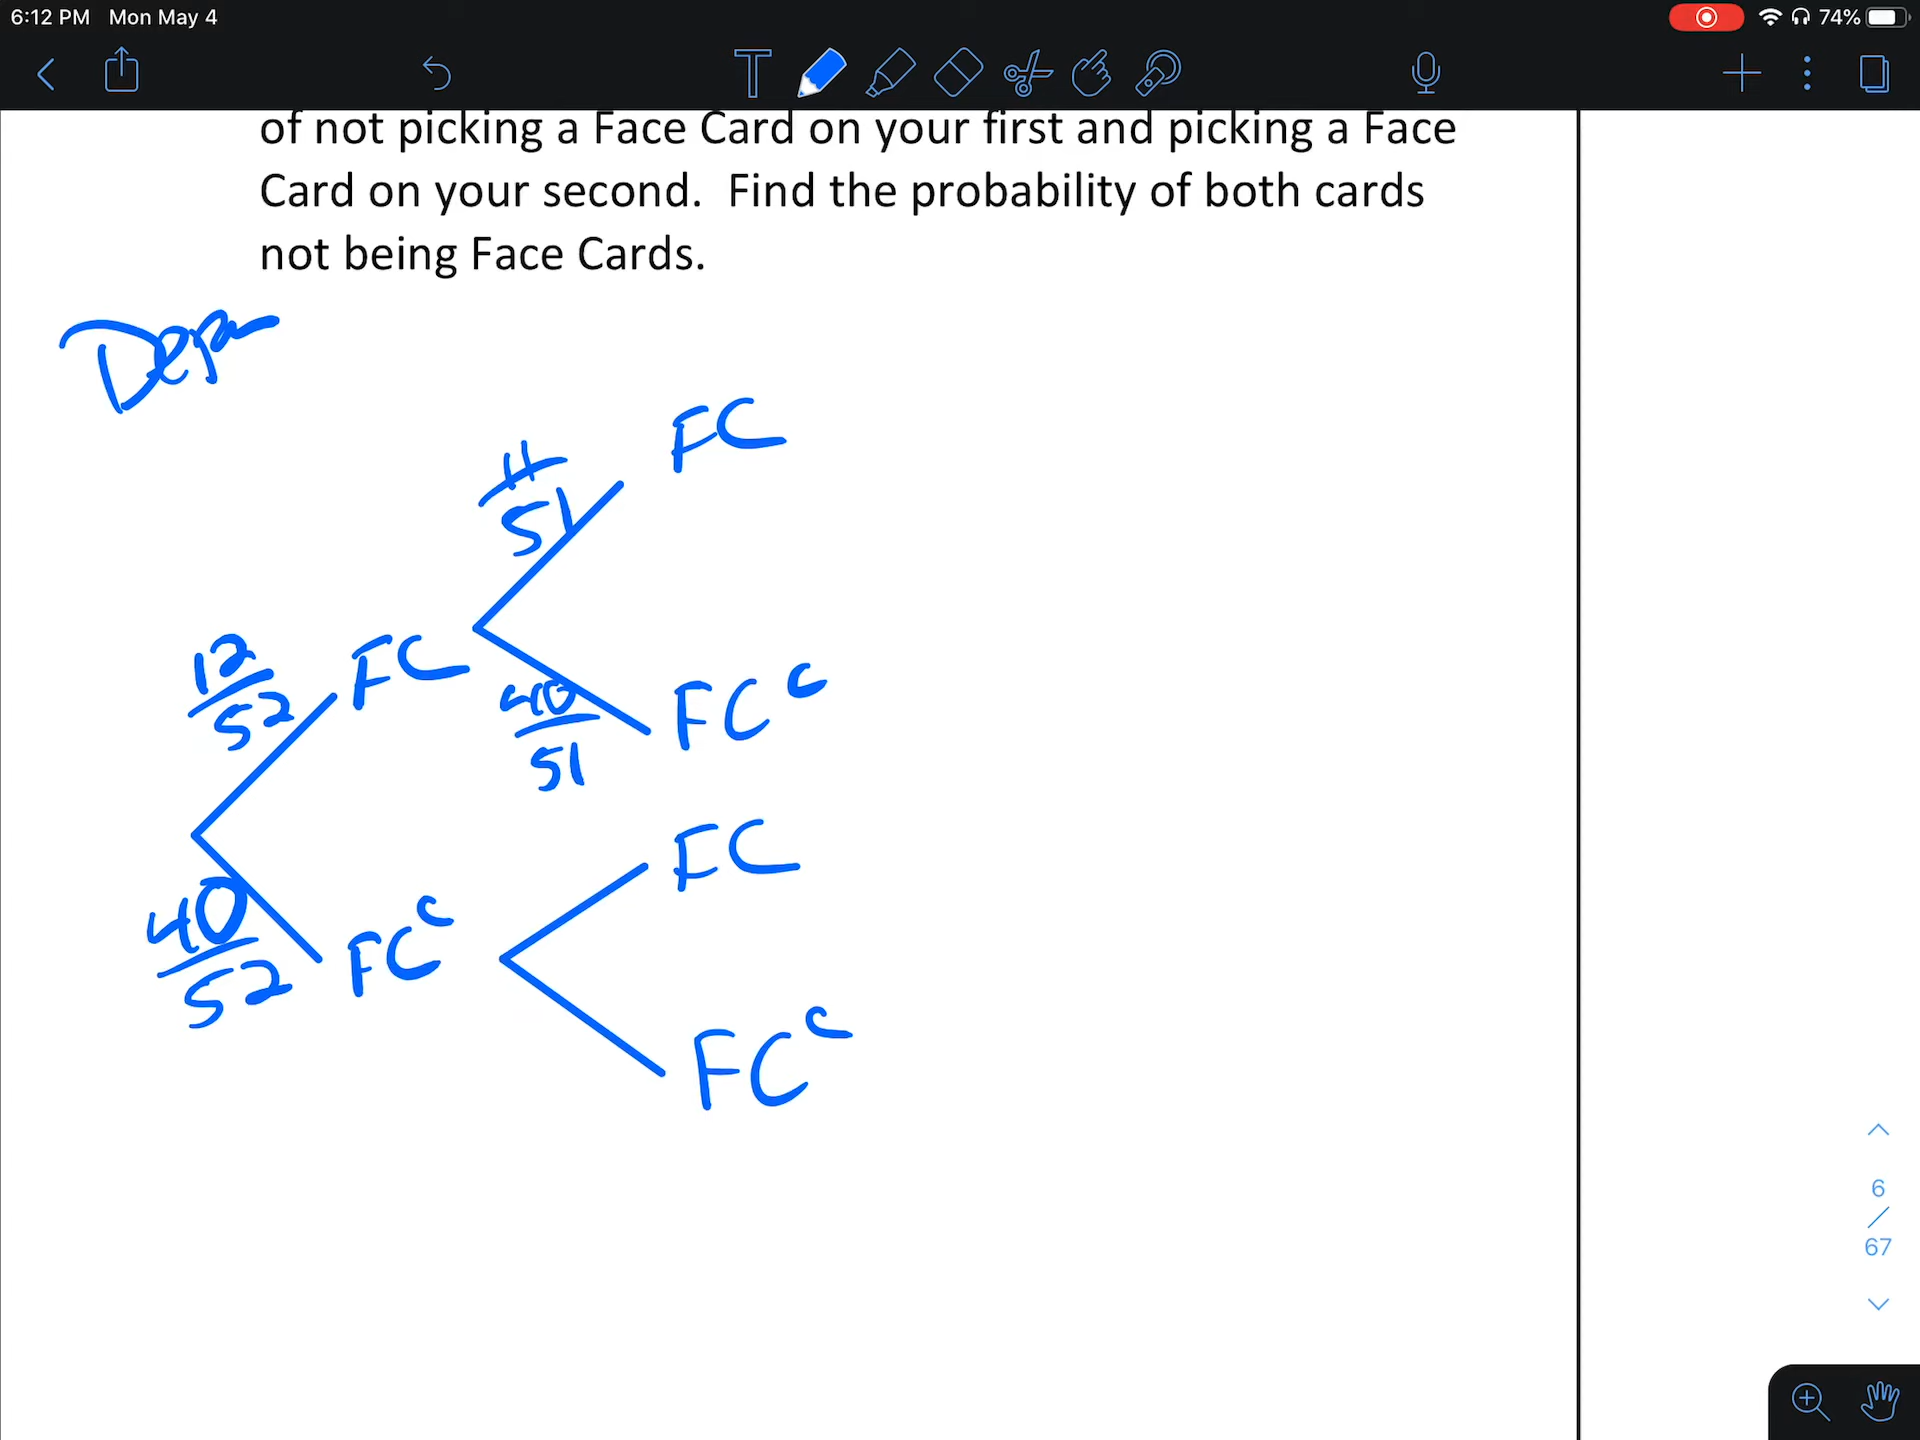 6:12 PM Mon May 4
74%
T
of not picking a Face Card on your first and picking a Face
Card on your second. Find the probability of both cards
not being Face Cards.
FC
11
51
12
52
FC
40
51
FC c
FC
40
52
FC c
FC c
6
/
67